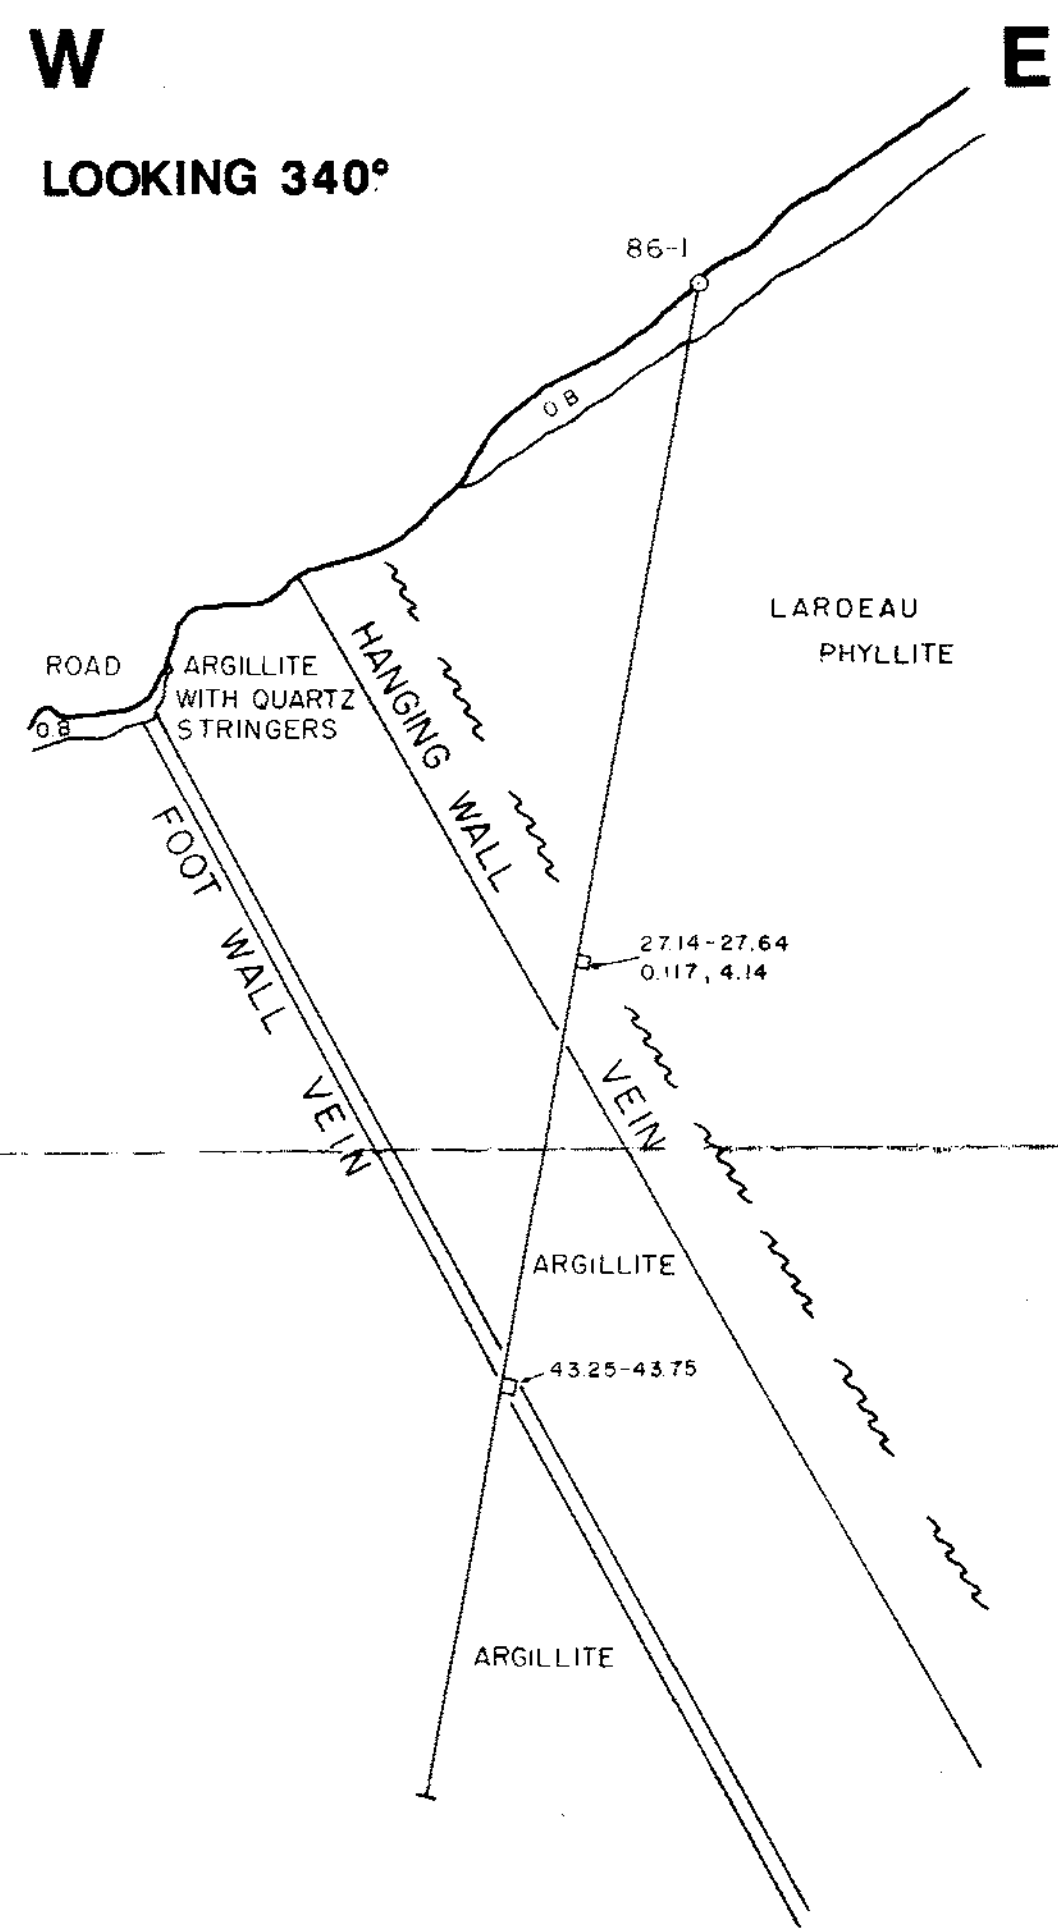 W
E
LOOKING 340°
86-1
O B
LARDEAU
PHYLLITE
ROAD
ARGILLITE
WITH QUARTZ
STRINGERS
O.B
HANGING WALL VEIN
FOOT WALL VEIN
27.14-27.64
0.117, 4.14
ARGILLITE
43.25-43.75
ARGILLITE